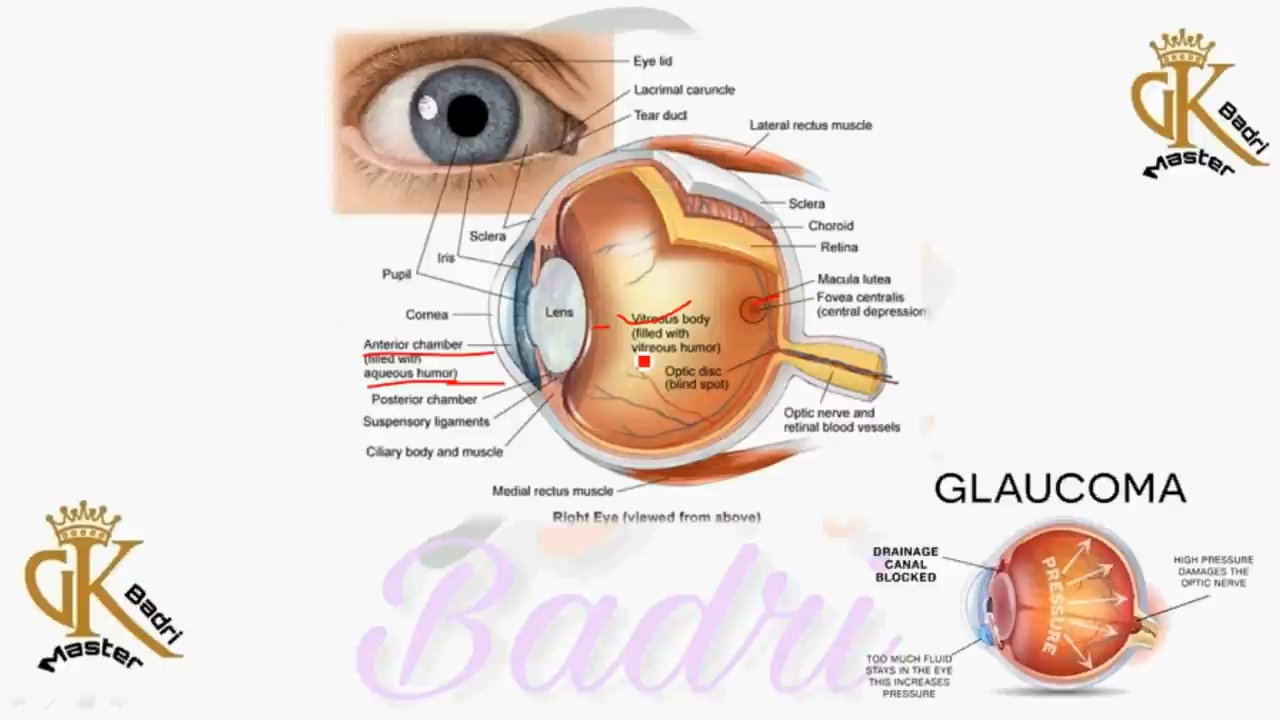 Eye lid
Lacrimal caruncle
Tear duct
Lateral rectus muscle
Sclera
Choroid
Retina
Macula lutea
Fovea centralis
(central depression
Sclera
Iris
Pupil
Cornea
Lens
Anterior chamber
(filled with
aqueous humor)
Posterior chamber
Suspensory ligaments
Ciliary body and muscle
Vitreous body
(filled with
vitreous humor)
Optic disc
(blind spot)
Optic nerve and
retinal blood vessels
Medial rectus muscle
Right Eye (viewed from above)
GK
Badri
Master
GK
Badri
Master
Badri
GLAUCOMA
DRAINAGE
CANAL
BLOCKED
HIGH PRESSURE
DAMAGES THE
OPTIC NERVE
PRESSURE
TOO MUCH FLUID
STAYS IN THE EYE
THIS INCREASES
PRESSURE